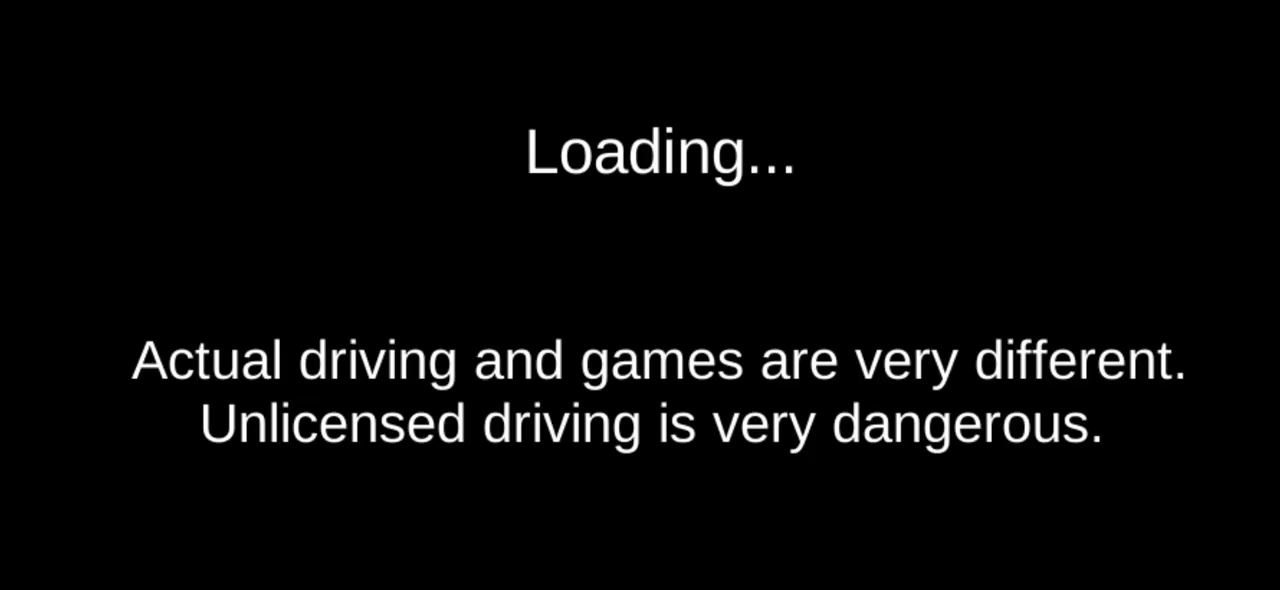 Loading...
Actual driving and games are very different.
Unlicensed driving is very dangerous.